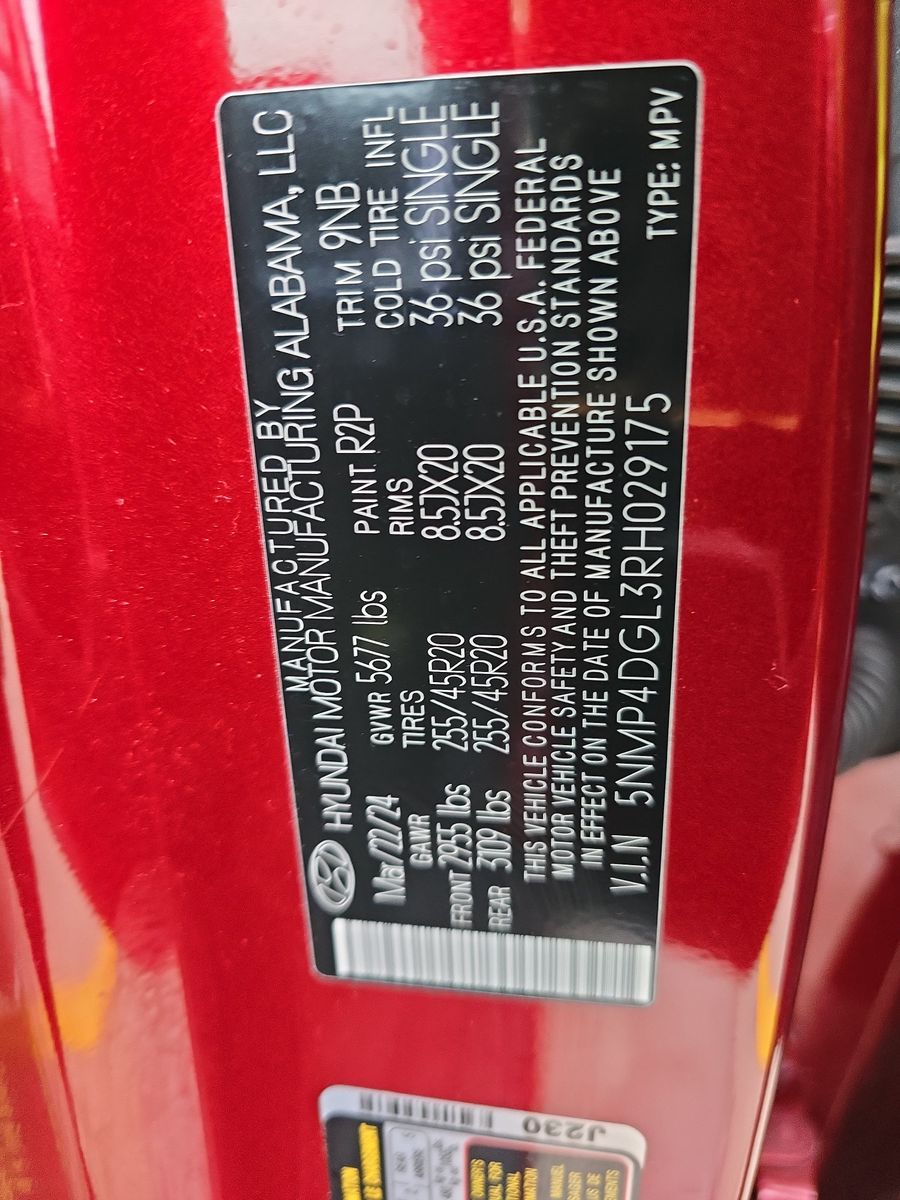 MANUFACTURED BY
HYUNDAI MOTOR MANUFACTURING ALABAMA, LLC
Mar/22/24 GVWR 5677 lbs PAINT R2P TRIM 9NB
GAWR TIRES RIMS COLD TIRE INFL
FRONT 2955 lbs 255/45R20 8.5JX20 36 psi SINGLE
REAR 3109 lbs 255/45R20 8.5JX20 36 psi SINGLE
THIS VEHICLE CONFORMS TO ALL APPLICABLE U.S.A. FEDERAL
MOTOR VEHICLE SAFETY AND THEFT PREVENTION STANDARDS
IN EFFECT ON THE DATE OF MANUFACTURE SHOWN ABOVE
V.I.N 5NMP4DGL3RH029175 TYPE: MPV
J230